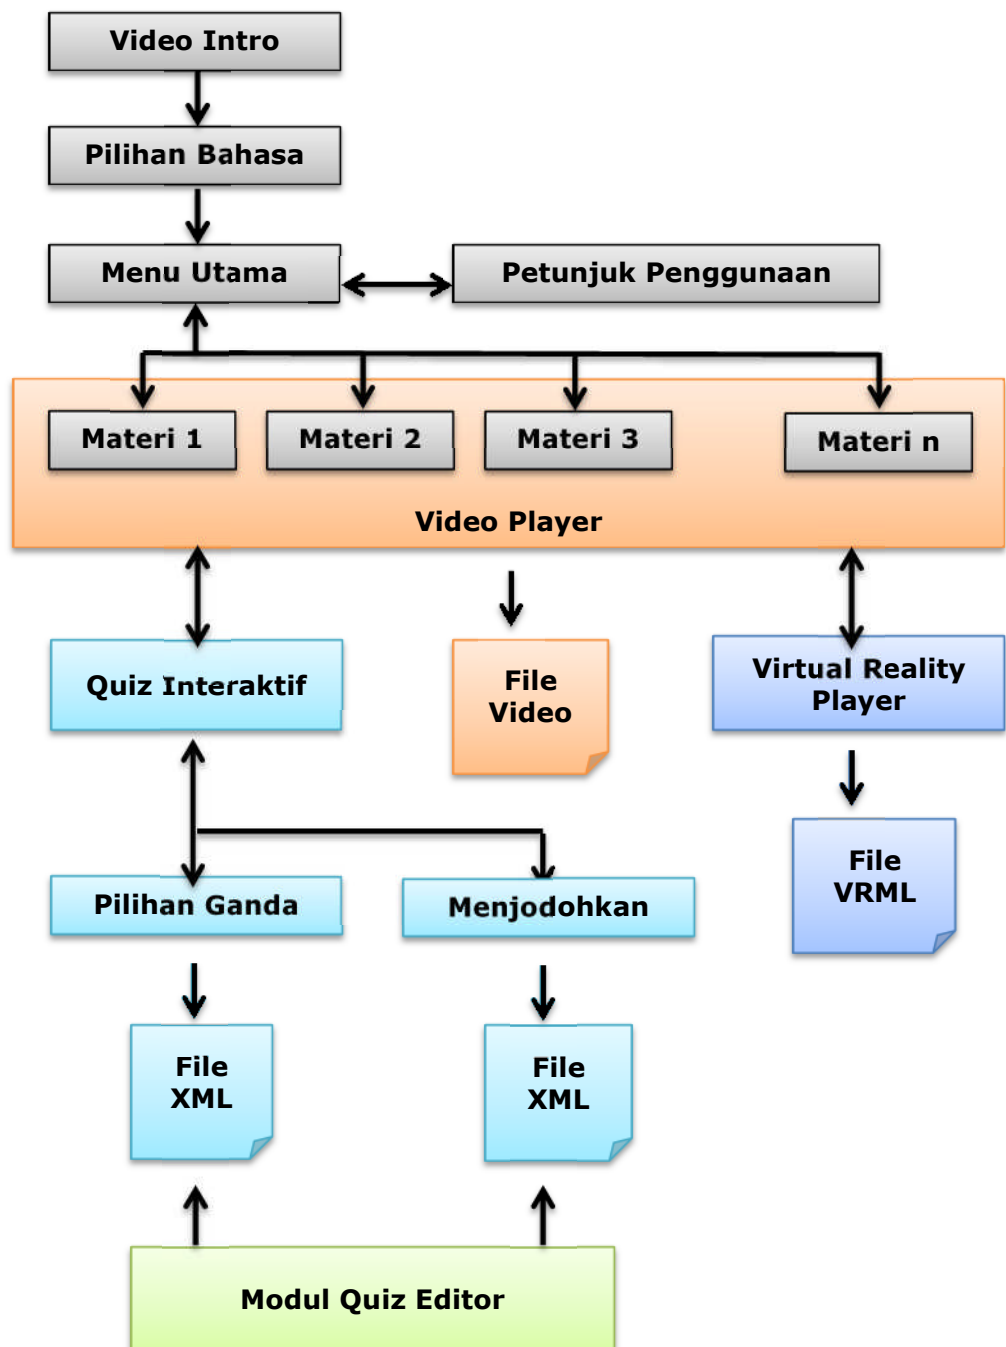 Video Intro
Pilihan Bahasa
Menu Utama
Petunjuk Penggunaan
Materi 1
Materi 2
Materi 3
Materi n
Video Player
Quiz Interaktif
File
Video
Virtual Reality
Player
File
VRML
Pilihan Ganda
Menjodohkan
File
XML
File
XML
Modul Quiz Editor